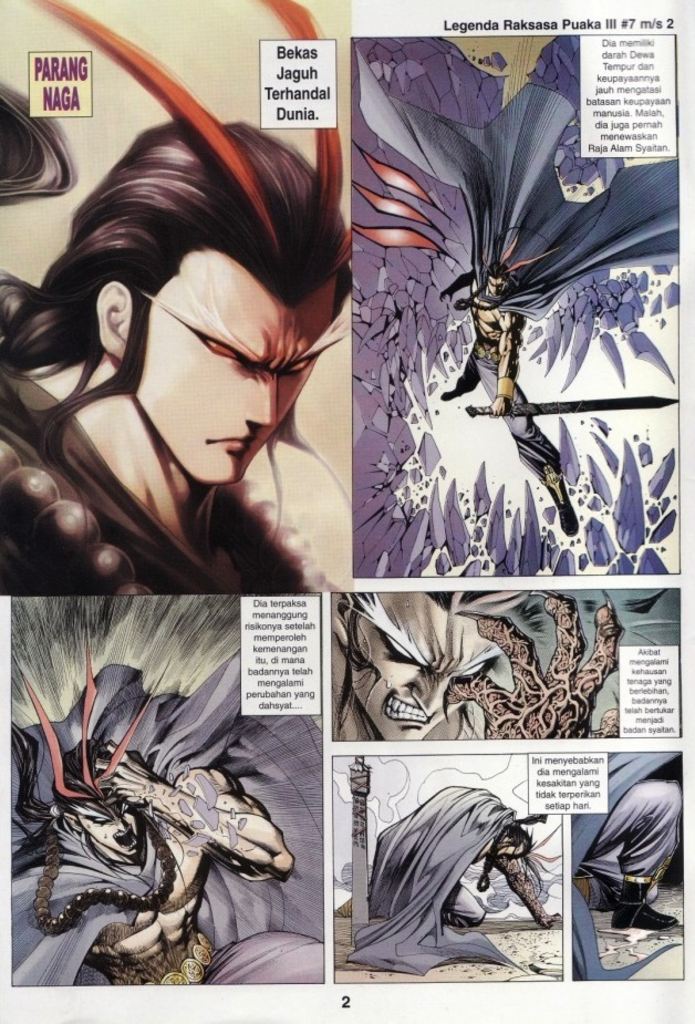 Legenda Raksasa Puaka III #7 m/s 2
PARANG
NAGA
Bekas
Jaguh
Terhandal
Dunia.
Dia memiliki
darah Dewa
Tempur dan
keupayaannya
jauh mengatasi
batasan keupayaan
manusia. Malah,
dia juga pernah
menewaskan
Raja Alam Syaitan.
Dia terpaksa
menanggung
risikonya setelah
memperoleh
kemenangan
itu, di mana
badannya telah
mengalami
perubahan yang
dahsyat....
Akibat
mengalami
kehausan
tenaga yang
berlebihan,
badannya
telah bertukar
menjadi
badan syaitan.
Ini menyebabkan
dia mengalami
kesakitan yang
tidak terperikan
setiap hari.
2